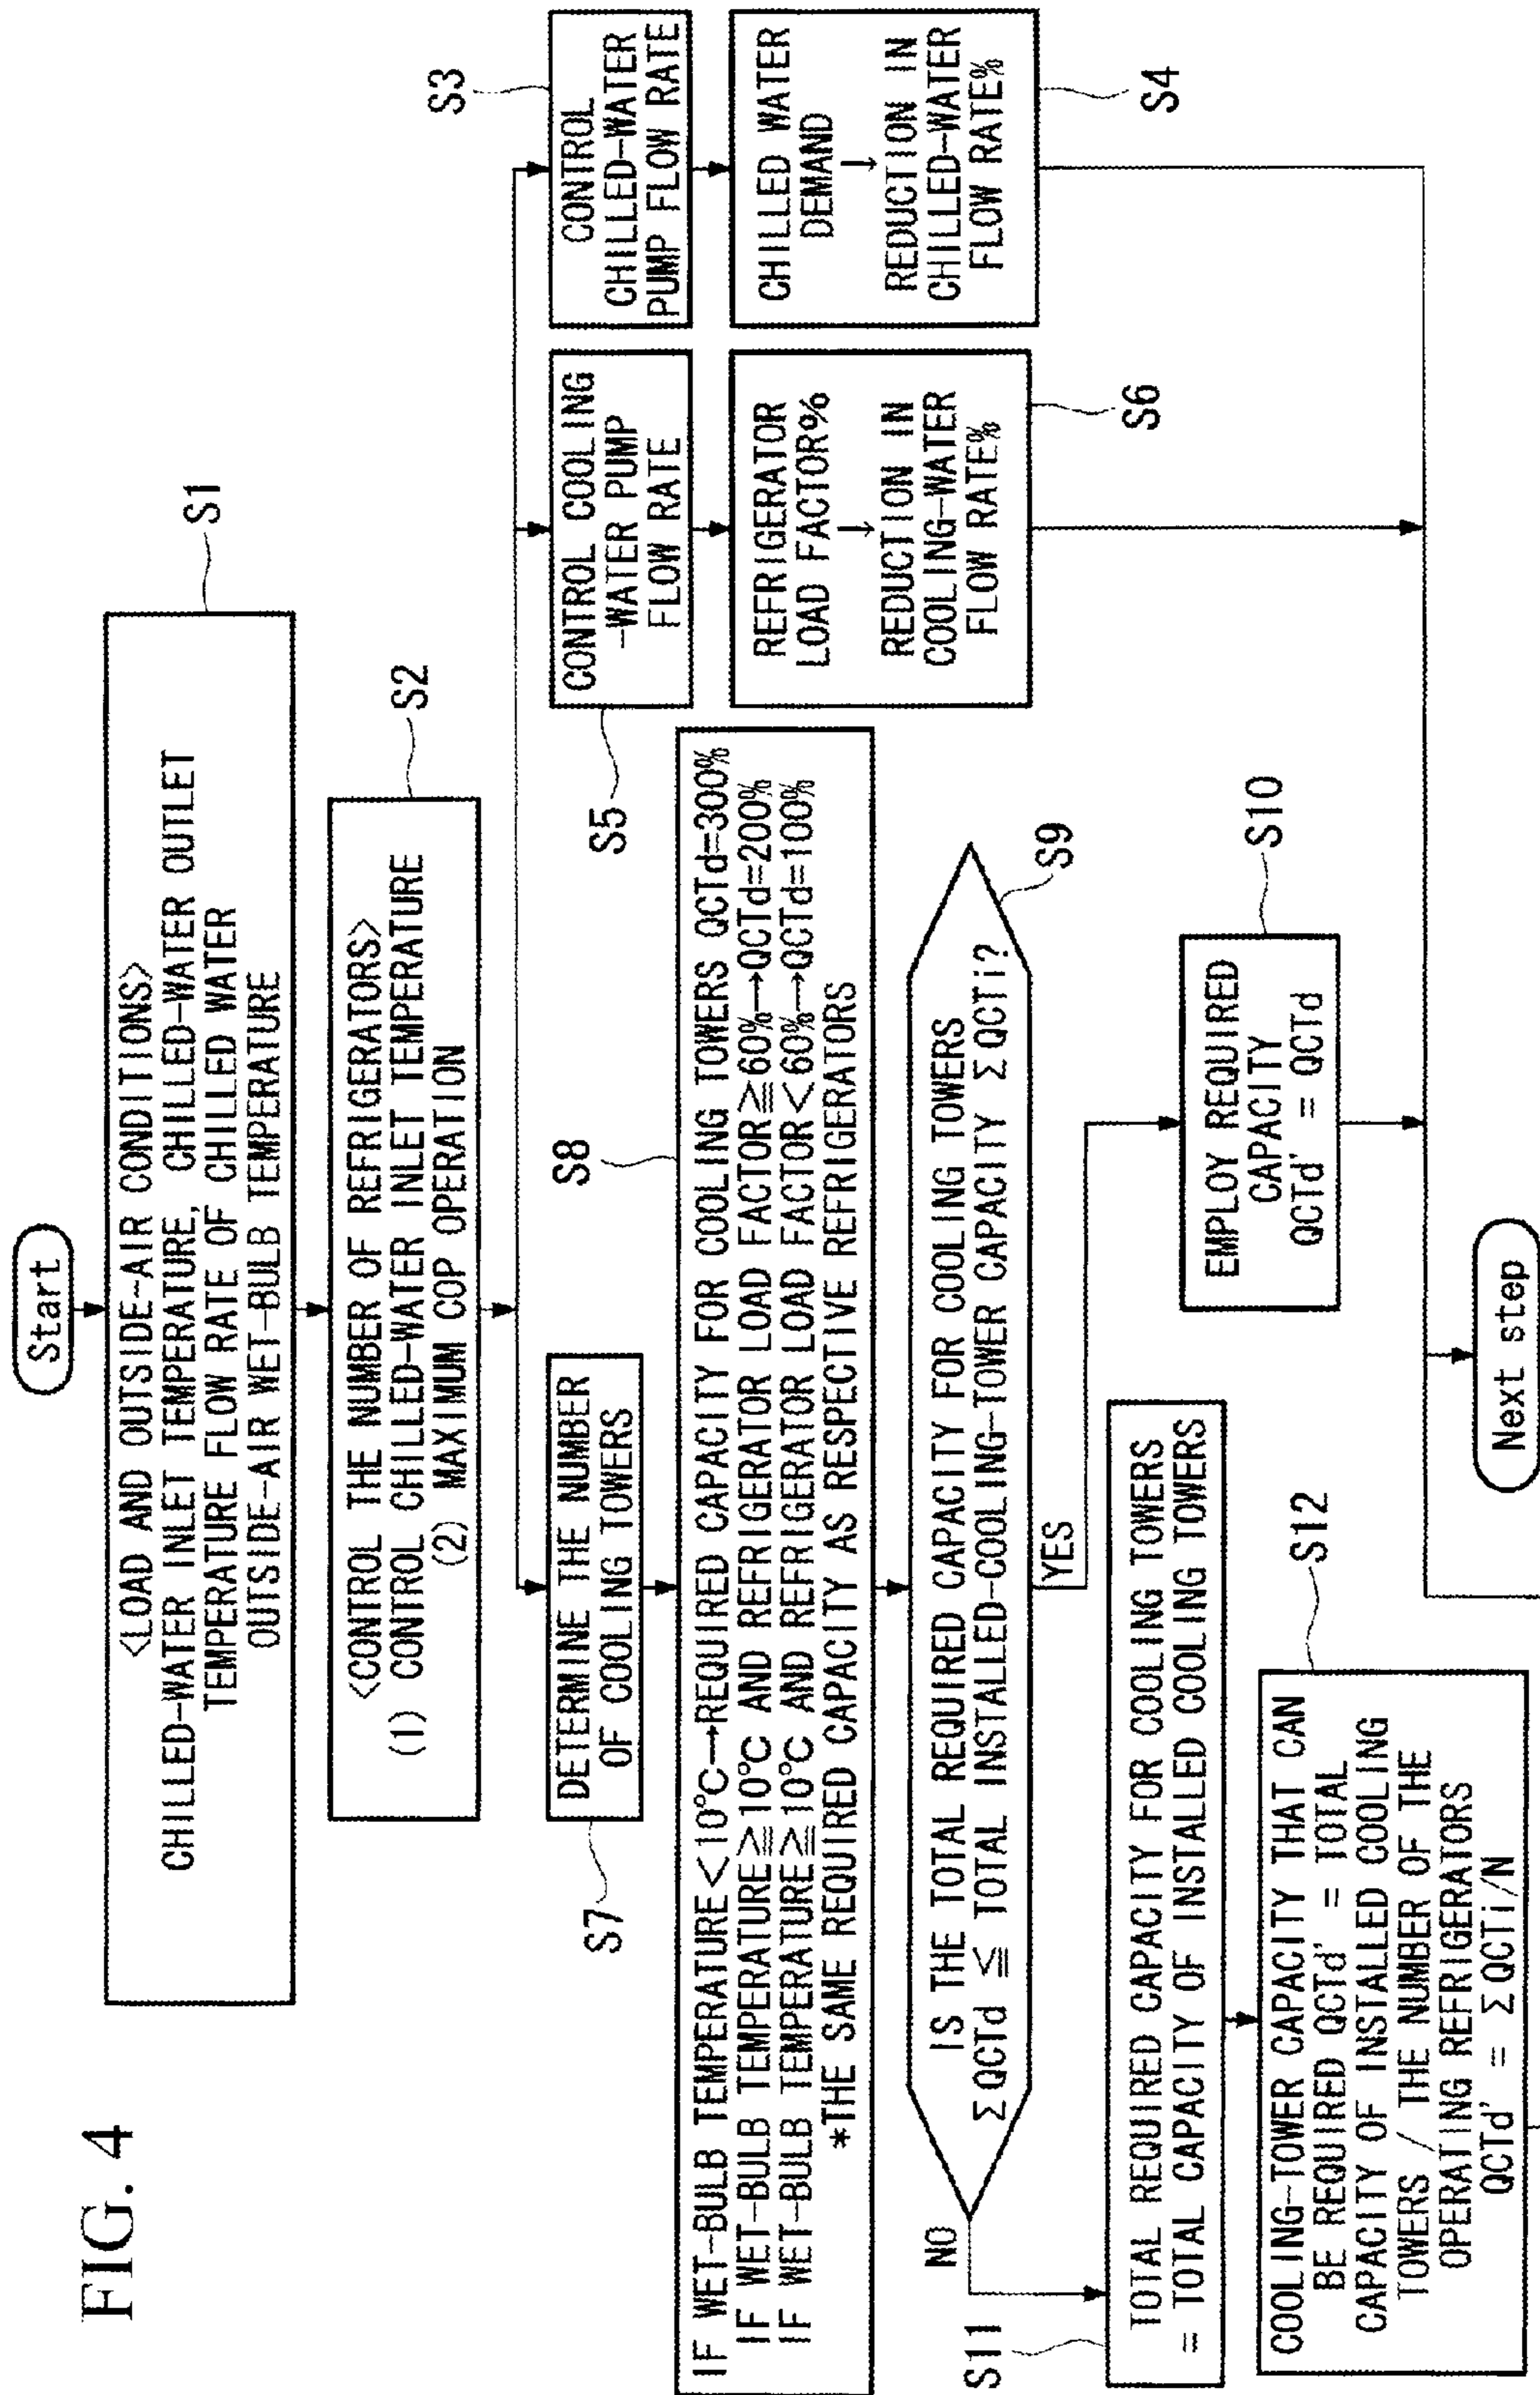 FIG. 4
Start
<LOAD AND OUTSIDE-AIR CONDITIONS>
CHILLED-WATER INLET TEMPERATURE, CHILLED-WATER OUTLET
TEMPERATURE FLOW RATE OF CHILLED WATER
OUTSIDE-AIR WET-BULB TEMPERATURE
S1
<CONTROL THE NUMBER OF REFRIGERATORS>
(1) CONTROL CHILLED-WATER INLET TEMPERATURE
(2) MAXIMUM COP OPERATION
S2
CONTROL
CHILLED-WATER
PUMP FLOW RATE
S3
CHILLED WATER
DEMAND
→
REDUCTION IN
CHILLED-WATER
FLOW RATE%
S4
CONTROL COOLING
-WATER PUMP
FLOW RATE
S5
REFRIGERATOR
LOAD FACTOR%
→
REDUCTION IN
COOLING-WATER
FLOW RATE%
S6
DETERMINE THE NUMBER
OF COOLING TOWERS
S7
S8
IF WET-BULB TEMPERATURE<10°C→REQUIRED CAPACITY FOR COOLING TOWERS QCTd=300%
IF WET-BULB TEMPERATURE≧10°C AND REFRIGERATOR LOAD FACTOR≧60%→QCTd=200%
IF WET-BULB TEMPERATURE≧10°C AND REFRIGERATOR LOAD FACTOR<60%→QCTd=100%
*THE SAME REQUIRED CAPACITY AS RESPECTIVE REFRIGERATORS
IS THE TOTAL REQUIRED CAPACITY FOR COOLING TOWERS
ΣQCTd ≦ TOTAL INSTALLED-COOLING-TOWER CAPACITY ΣQCTi?
S9
YES
NO
EMPLOY REQUIRED
CAPACITY
QCTd' = QCTd
S10
S11
TOTAL REQUIRED CAPACITY FOR COOLING TOWERS
= TOTAL CAPACITY OF INSTALLED COOLING TOWERS
COOLING-TOWER CAPACITY THAT CAN
BE REQUIRED QCTd' = TOTAL
CAPACITY OF INSTALLED COOLING
TOWERS / THE NUMBER OF THE
OPERATING REFRIGERATORS
QCTd' = ΣQCTi/N
S12
Next step